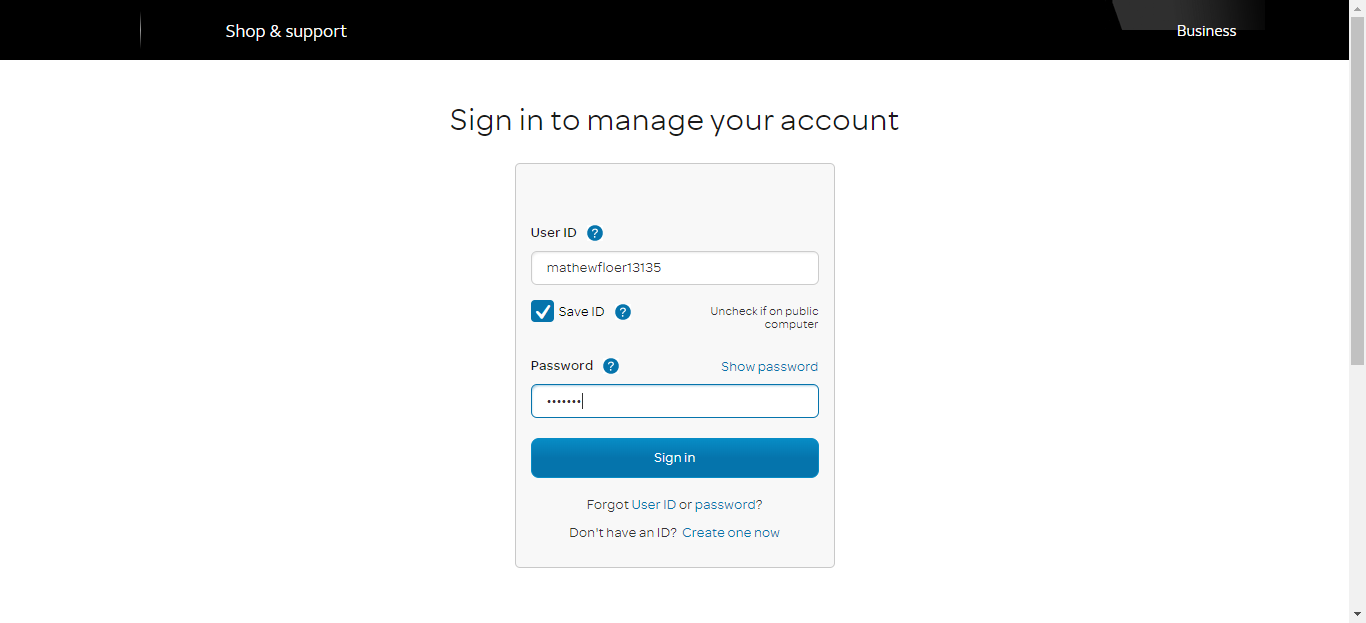 Shop & support
Business
Sign in to manage your account
User ID ?
mathewfloer13135
Save ID ?
Uncheck if on public
computer
Password ?
Show password
•••••••
Sign in
Forgot User ID or password?
Don't have an ID? Create one now